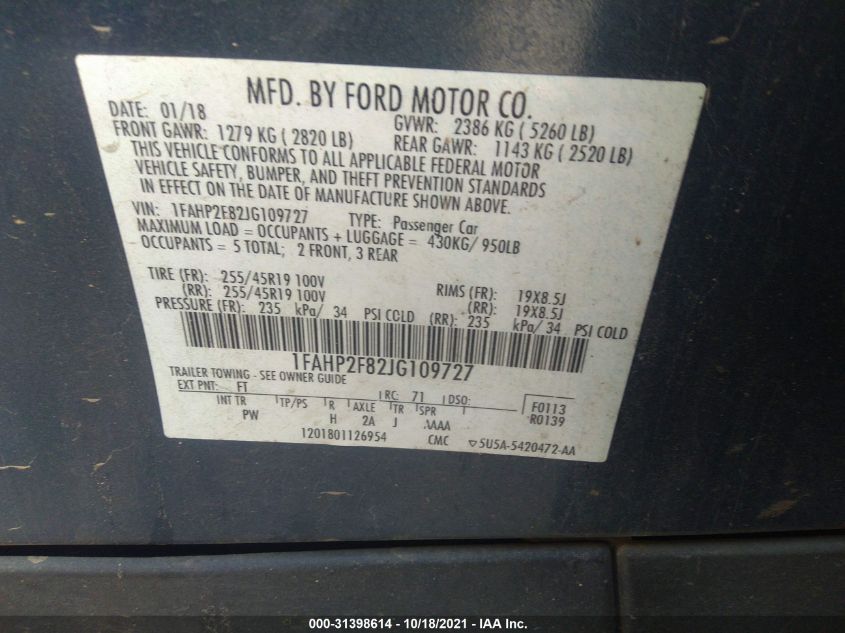 MFD. BY FORD MOTOR CO.
DATE: 01/18 GVWR: 2386 KG ( 5260 LB)
FRONT GAWR: 1279 KG ( 2820 LB) REAR GAWR: 1143 KG ( 2520 LB)
THIS VEHICLE CONFORMS TO ALL APPLICABLE FEDERAL MOTOR
VEHICLE SAFETY, BUMPER, AND THEFT PREVENTION STANDARDS
IN EFFECT ON THE DATE OF MANUFACTURE SHOWN ABOVE.
VIN: 1FAHP2F82JG109727 TYPE: Passenger Car
MAXIMUM LOAD = OCCUPANTS + LUGGAGE = 430KG/ 950LB
OCCUPANTS = 5 TOTAL; 2 FRONT, 3 REAR
TIRE (FR): 255/45R19 100V RIMS (FR): 19X8.5J
(RR): 255/45R19 100V (RR): 19X8.5J
PRESSURE (FR): 235 kPa/ 34 PSI COLD (RR): 235 kPa/ 34 PSI COLD
1FAHP2F82JG109727
TRAILER TOWING - SEE OWNER GUIDE
EXT PNT: FT RC: 71 DSO: F0113
INT TR TP/PS R AXLE TR SPR R0139
PW H 2A J AAAA
1201801126954 CMC 5U5A-5420472-AA
000-31398614 - 10/18/2021 - IAA Inc.